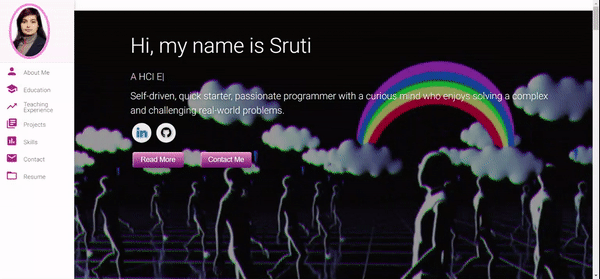 About Me
Education
Teaching
Experience
Projects
Skills
Contact
Resume
Hi, my name is Sruti
A HCI E|
Self-driven, quick starter, passionate programmer with a curious mind who enjoys solving a complex
and challenging real-world problems.
in
Read More
Contact Me